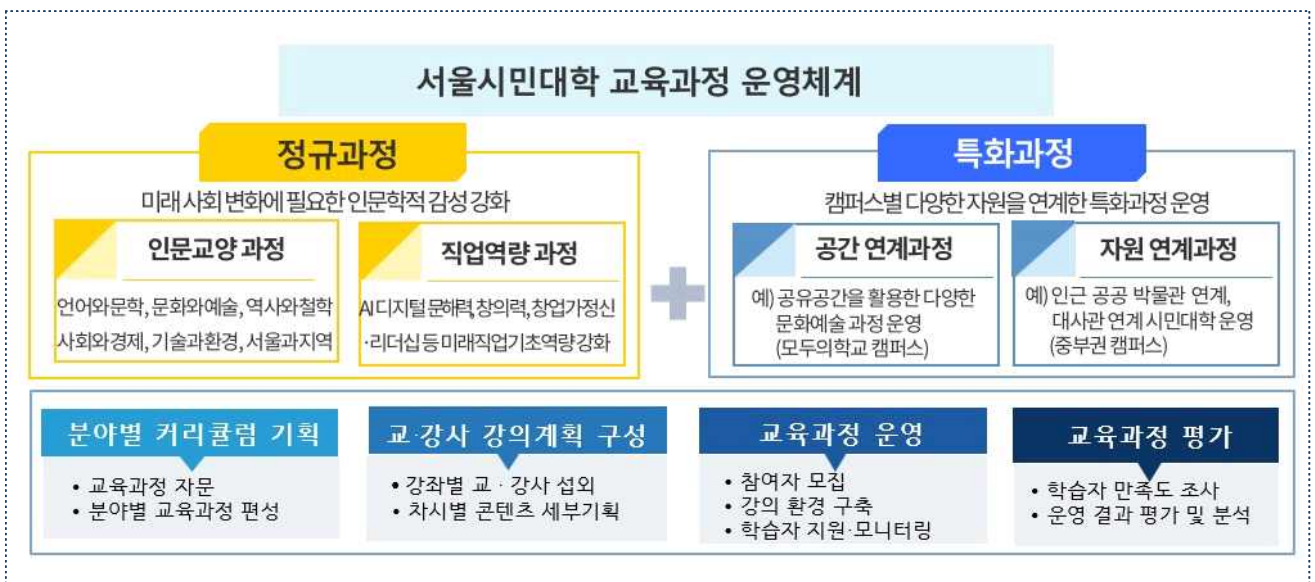 서울시민대학 교육과정 운영체계
정규과정
미래 사회 변화에 필요한 인문학적 감성 강화
인문교양 과정
언어와문학, 문화와예술, 역사와철학
사회와경제, 기술과환경, 서울과지역
직업역량 과정
AI디지털 문해력, 창의력, 창업가정신
·리더십 등 미래직업기초역량 강화
특화과정
캠퍼스별 다양한 자원을 연계한 특화과정 운영
공간 연계과정
예) 공유공간을 활용한 다양한
문화예술 과정 운영
(모두의학교 캠퍼스)
자원 연계과정
예) 인근 공공 박물관 연계,
대사관 연계 시민대학 운영
(중부권 캠퍼스)
분야별 커리큘럼 기획
• 교육과정 자문
• 분야별 교육과정 편성
교·강사 강의계획 구성
• 강좌별 교·강사 섭외
• 차시별 콘텐츠 세부기획
교육과정 운영
• 참여자 모집
• 강의 환경 구축
• 학습자 지원·모니터링
교육과정 평가
• 학습자 만족도 조사
• 운영 결과 평가 및 분석